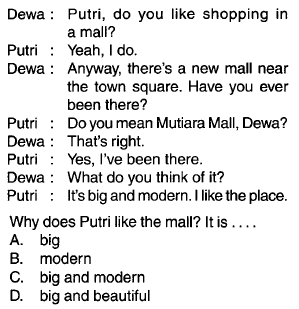 Dewa : Putri, do you like shopping in
a mall?
Putri : Yeah, I do.
Dewa : Anyway, there's a new mall near
the town square. Have you ever
been there?
Putri : Do you mean Mutiara Mall, Dewa?
Dewa : That's right.
Putri : Yes, I've been there.
Dewa : What do you think of it?
Putri : It's big and modern. I like the place.
Why does Putri like the mall? It is . . . .
A. big
B. modern
C. big and modern
D. big and beautiful